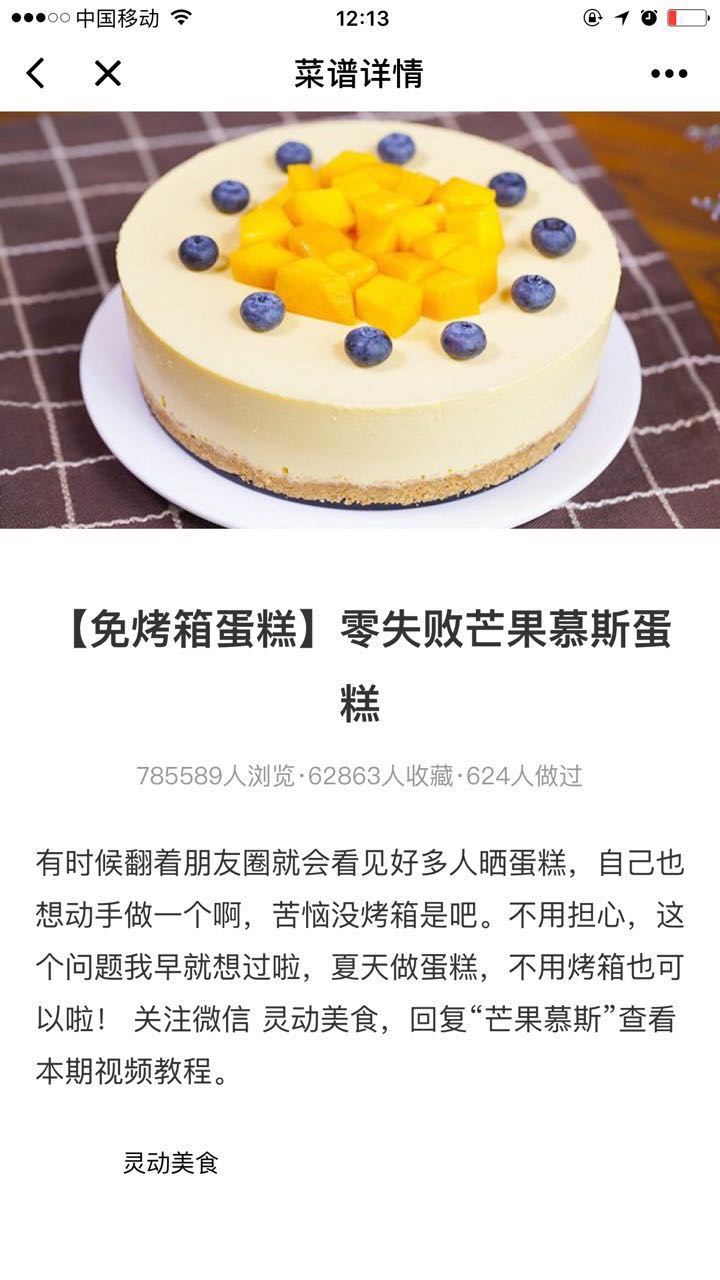 中国移动
12:13
菜谱详情
【免烤箱蛋糕】零失败芒果慕斯蛋
糕
785589人浏览·62863人收藏·624人做过
有时候翻着朋友圈就会看见好多人晒蛋糕，自己也
想动手做一个啊，苦恼没烤箱是吧。不用担心，这
个问题我早就想过啦，夏天做蛋糕，不用烤箱也可
以啦！ 关注微信 灵动美食，回复“芒果慕斯”查看
本期视频教程。
灵动美食